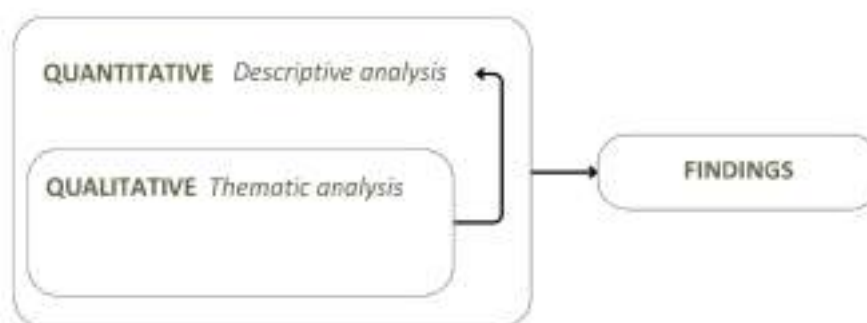 QUANTITATIVE Descriptive analysis
QUALITATIVE Thematic analysis
FINDINGS